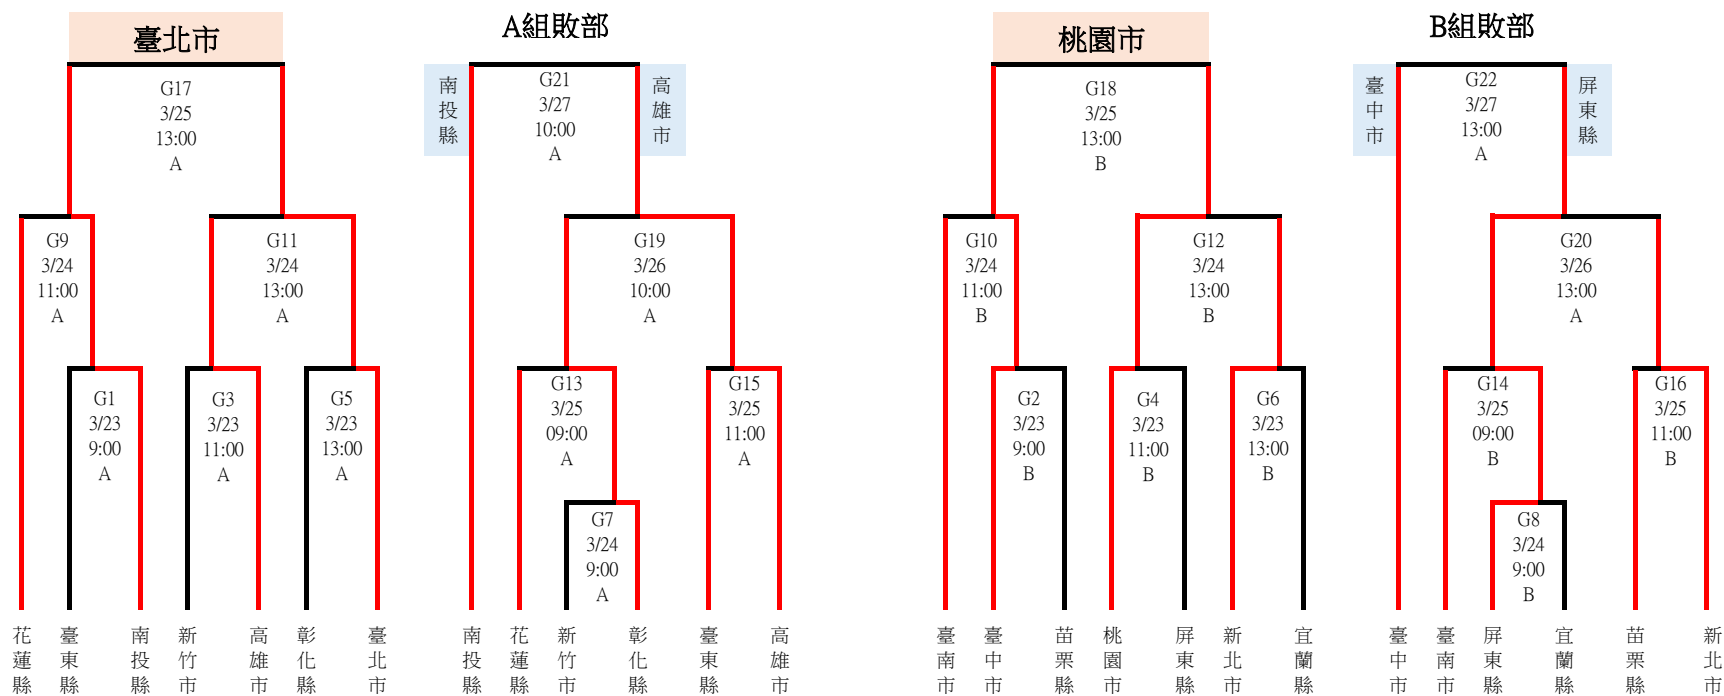 臺北市
G17
3/25
13:00
A
G9
3/24
11:00
A
G11
3/24
13:00
A
G1
3/23
9:00
A
G3
3/23
11:00
A
G5
3/23
13:00
A
花蓮縣
臺東縣
南投縣
新竹市
高雄市
彰化縣
臺北市
A組敗部
南投縣
G21
3/27
10:00
A
高雄市
G19
3/26
10:00
A
G13
3/25
09:00
A
G15
3/25
11:00
A
G7
3/24
9:00
A
南投縣
花蓮縣
新竹市
彰化縣
臺東縣
高雄市
桃園市
G18
3/25
13:00
B
G10
3/24
11:00
B
G12
3/24
13:00
B
G2
3/23
9:00
B
G4
3/23
11:00
B
G6
3/23
13:00
B
臺南市
臺中市
苗栗縣
桃園市
屏東縣
新北市
宜蘭縣
B組敗部
臺中市
G22
3/27
13:00
A
屏東縣
G20
3/26
13:00
A
G14
3/25
09:00
B
G16
3/25
11:00
B
G8
3/24
9:00
B
臺中市
臺南市
屏東縣
宜蘭縣
苗栗縣
新北市